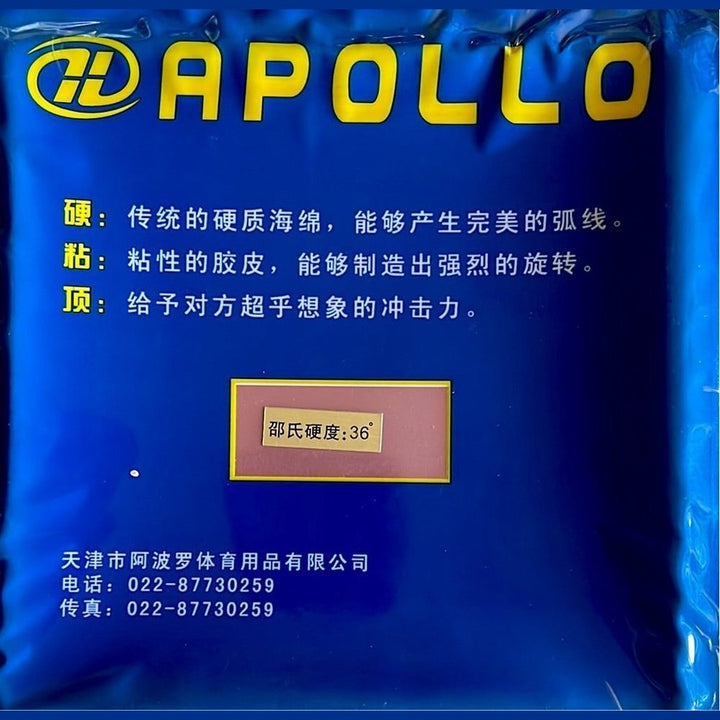 APOLLO
硬：传统的硬质海绵，能够产生完美的弧线。
粘：粘性的胶皮，能够制造出强烈的旋转。
顶：给予对方超乎想象的冲击力。
邵氏硬度:36°
天津市阿波罗体育用品有限公司
电话：022-87730259
传真：022-87730259